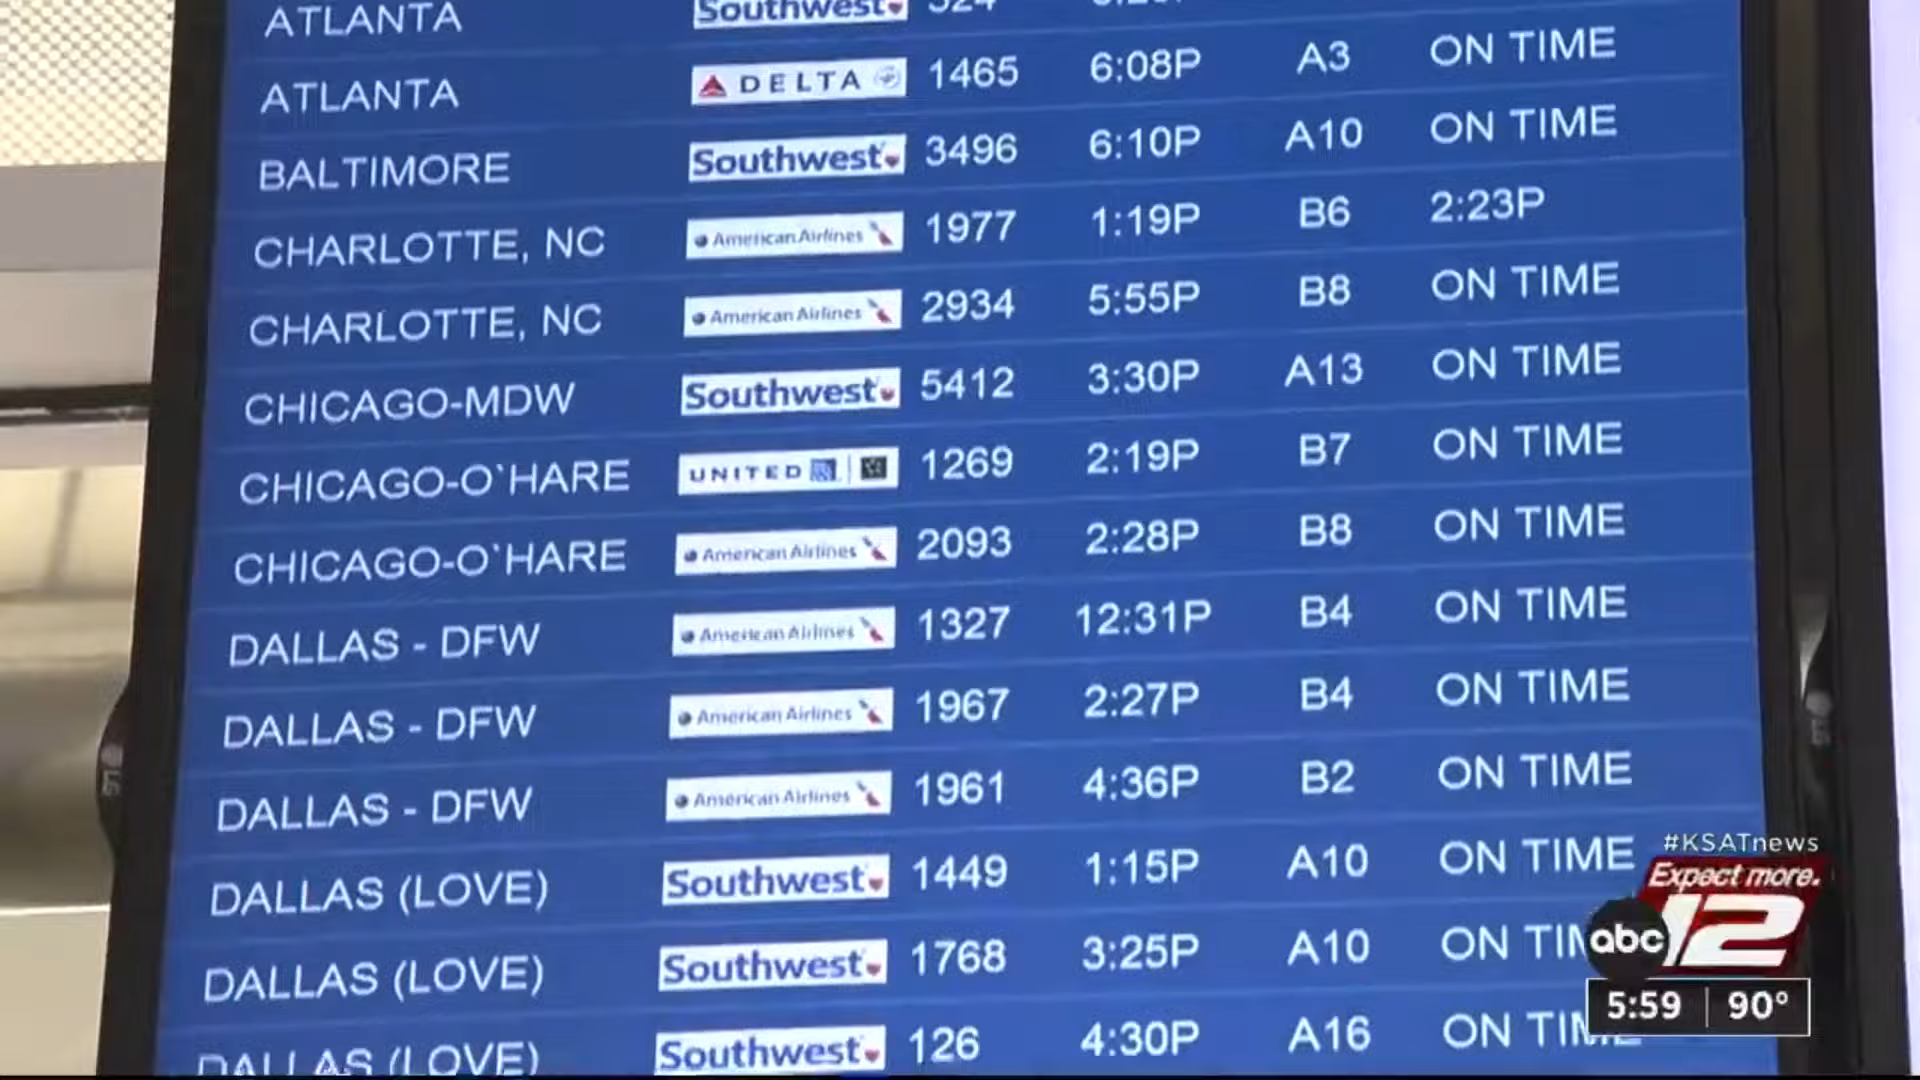 ATLANTA Southwest 324
ATLANTA DELTA 1465 6:08P A3 ON TIME
BALTIMORE Southwest 3496 6:10P A10 ON TIME
CHARLOTTE, NC American Airlines 1977 1:19P B6 2:23P
CHARLOTTE, NC American Airlines 2934 5:55P B8 ON TIME
CHICAGO-MDW Southwest 5412 3:30P A13 ON TIME
CHICAGO-O`HARE UNITED 1269 2:19P B7 ON TIME
CHICAGO-O`HARE American Airlines 2093 2:28P B8 ON TIME
DALLAS - DFW American Airlines 1327 12:31P B4 ON TIME
DALLAS - DFW American Airlines 1967 2:27P B4 ON TIME
DALLAS - DFW American Airlines 1961 4:36P B2 ON TIME
DALLAS (LOVE) Southwest 1449 1:15P A10 ON TIME
DALLAS (LOVE) Southwest 1768 3:25P A10 ON TIM
DALLAS (LOVE) Southwest 126 4:30P A16 ON TIME
#KSATnews
Expect more.
abc 12
5:59 90°